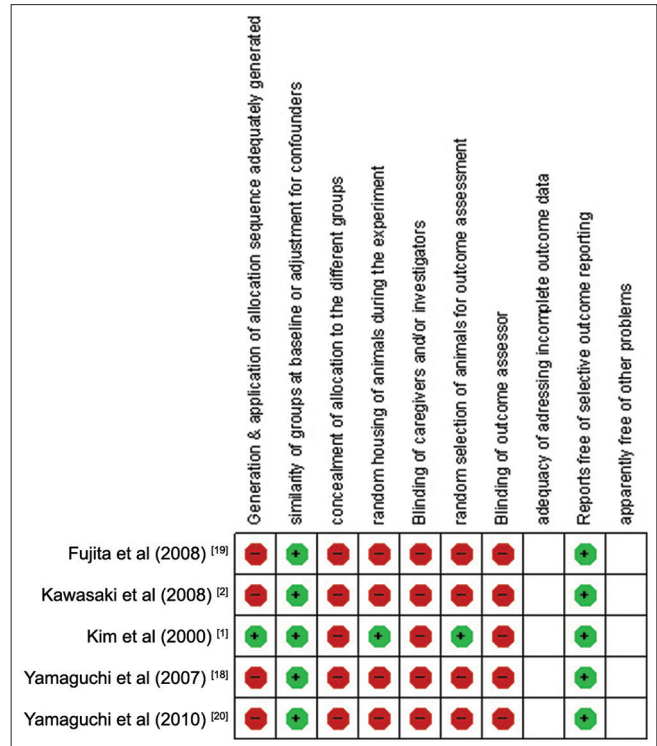 Generation & application of allocation sequence adequately generated
similarity of groups at baseline or adjustment for confounders
concealment of allocation to the different groups
random housing of animals during the experiment
Blinding of caregivers and/or investigators
random selection of animals for outcome assessment
Blinding of outcome assessor
adequacy of adressing incomplete outcome data
Reports free of selective outcome reporting
apparently free of other problems
Fujita et al (2008) [19] - + - - - - - +
Kawasaki et al (2008) [2] - + - - - - - +
Kim et al (2000) [1] + + - + - + - +
Yamaguchi et al (2007) [18] - + - - - - - +
Yamaguchi et al (2010) [20] - + - - - - - +